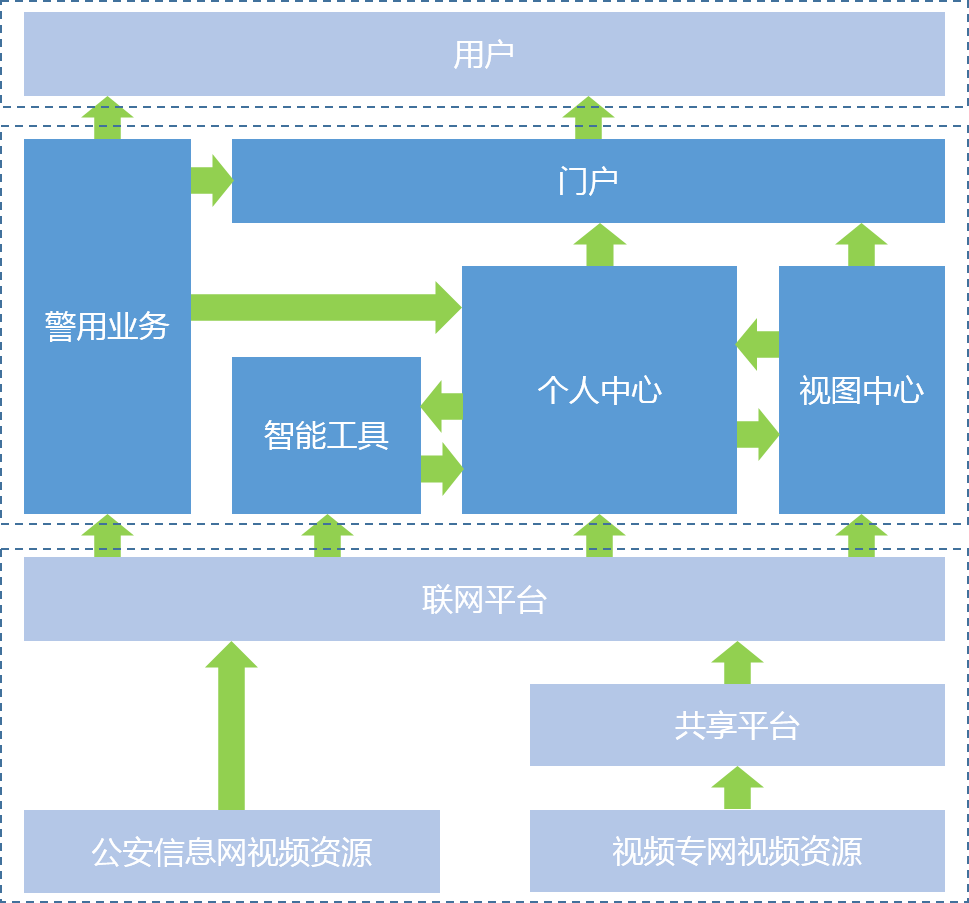 用户
门户
警用业务
个人中心
视图中心
智能工具
联网平台
共享平台
公安信息网视频资源
视频专网视频资源